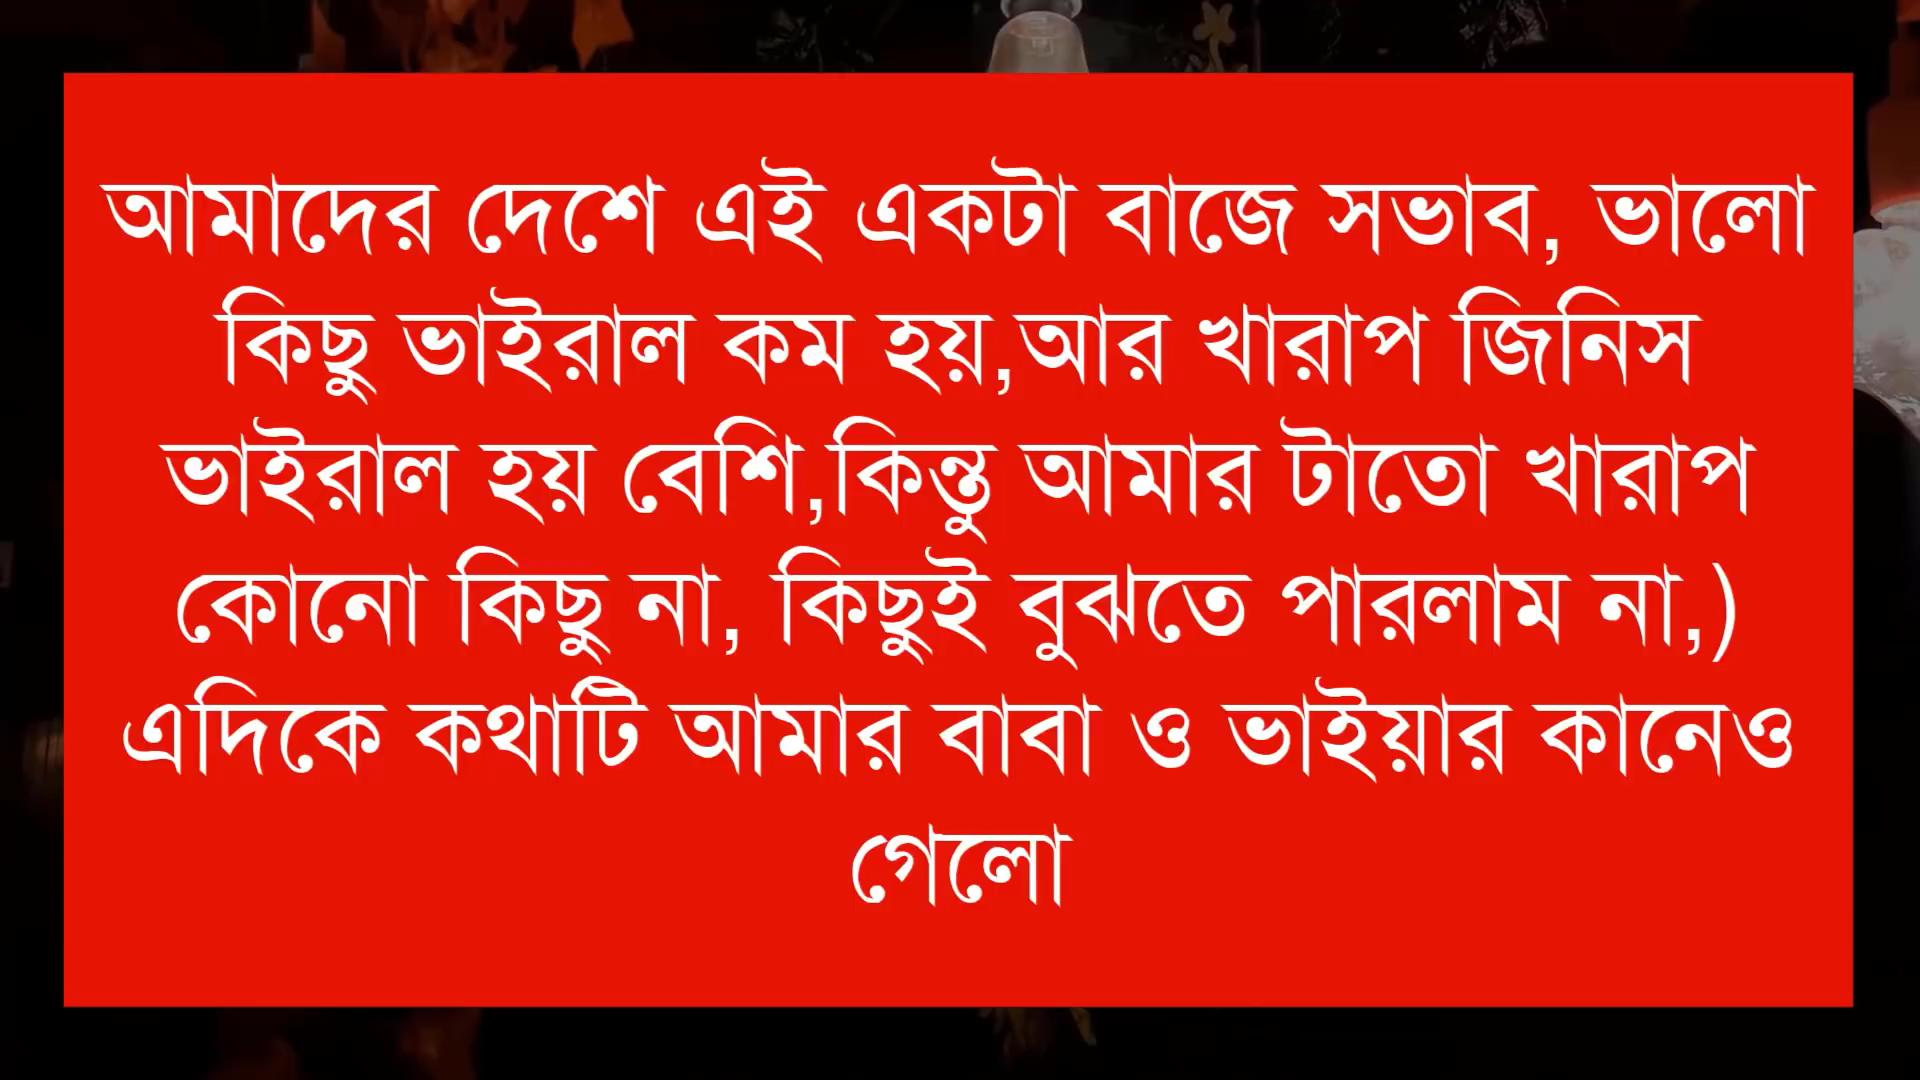 আমাদের দেশে এই একটা বাজে সভাব, ভালো
কিছু ভাইরাল কম হয়,আর খারাপ জিনিস
ভাইরাল হয় বেশি,কিন্তু আমার টাতো খারাপ
কোনো কিছু না, কিছুই বুঝতে পারলাম না,)
এদিকে কথাটি আমার বাবা ও ভাইয়ার কানেও
গেলো